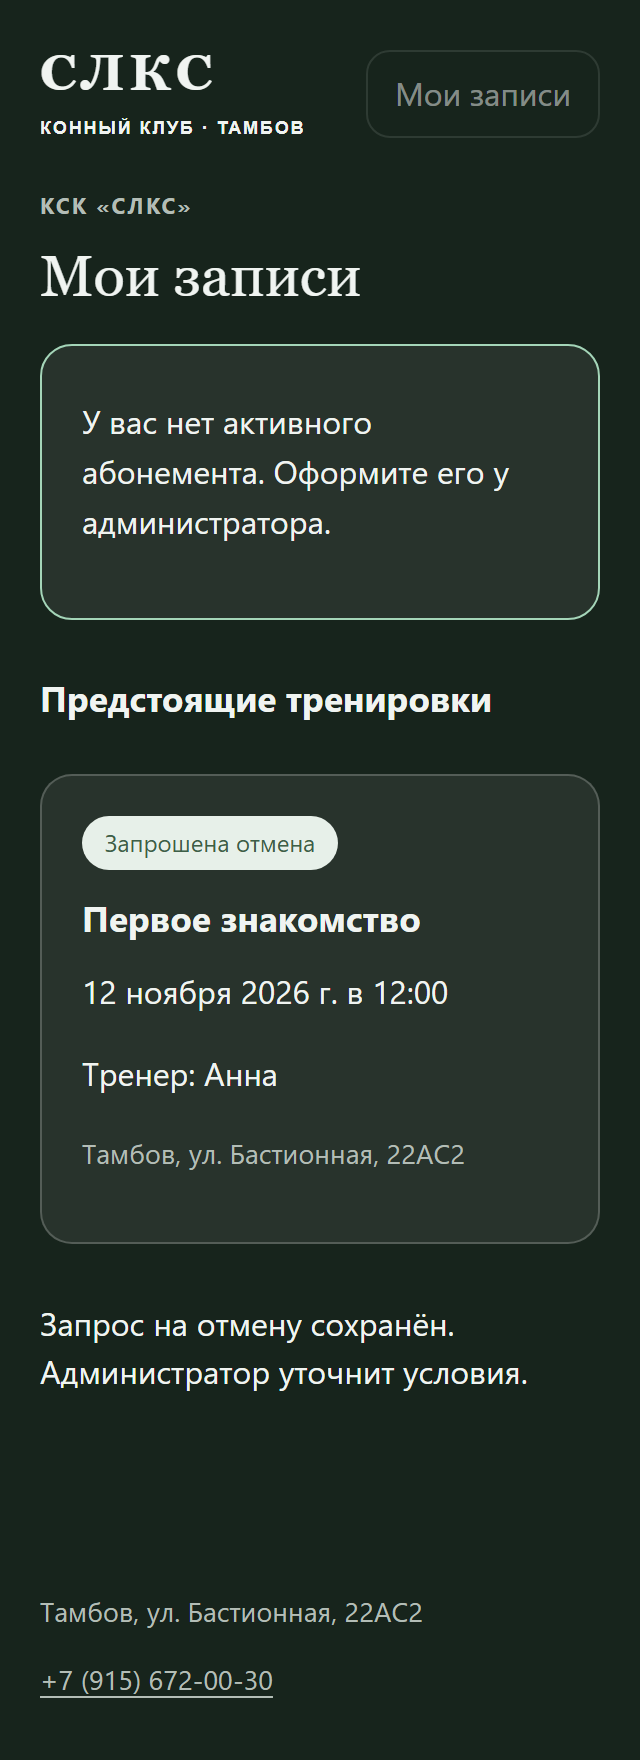 СЛКС
КОННЫЙ КЛУБ · ТАМБОВ
Мои записи
КСК «СЛКС»
Мои записи
У вас нет активного
абонемента. Оформите его у
администратора.
Предстоящие тренировки
Запрошена отмена
Первое знакомство
12 ноября 2026 г. в 12:00
Тренер: Анна
Тамбов, ул. Бастионная, 22АС2
Запрос на отмену сохранён.
Администратор уточнит условия.
Тамбов, ул. Бастионная, 22АС2
+7 (915) 672-00-30